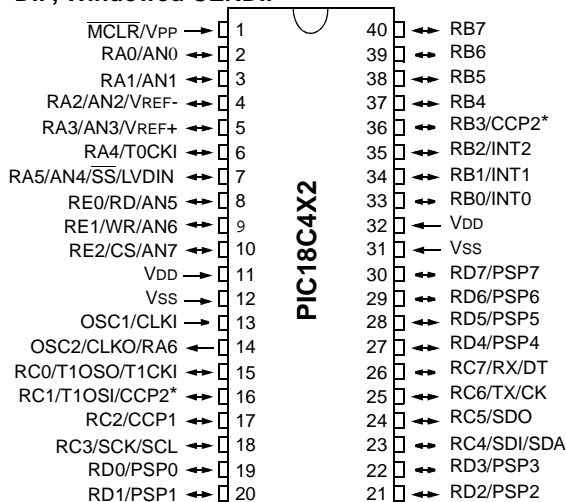 MCLR/VPP 1 40 RB7
RA0/AN0 2 39 RB6
RA1/AN1 3 38 RB5
RA2/AN2/VREF- 4 37 RB4
RA3/AN3/VREF+ 5 36 RB3/CCP2*
RA4/T0CKI 6 35 RB2/INT2
RA5/AN4/SS/LVDIN 7 34 RB1/INT1
RE0/RD/AN5 8 33 RB0/INT0
RE1/WR/AN6 9 32 VDD
RE2/CS/AN7 10 31 VSS
VDD 11 30 RD7/PSP7
VSS 12 29 RD6/PSP6
OSC1/CLKI 13 28 RD5/PSP5
OSC2/CLKO/RA6 14 27 RD4/PSP4
RC0/T1OSO/T1CKI 15 26 RC7/RX/DT
RC1/T1OSI/CCP2* 16 25 RC6/TX/CK
RC2/CCP1 17 24 RC5/SDO
RC3/SCK/SCL 18 23 RC4/SDI/SDA
RD0/PSP0 19 22 RD3/PSP3
RD1/PSP1 20 21 RD2/PSP2
PIC18C4X2